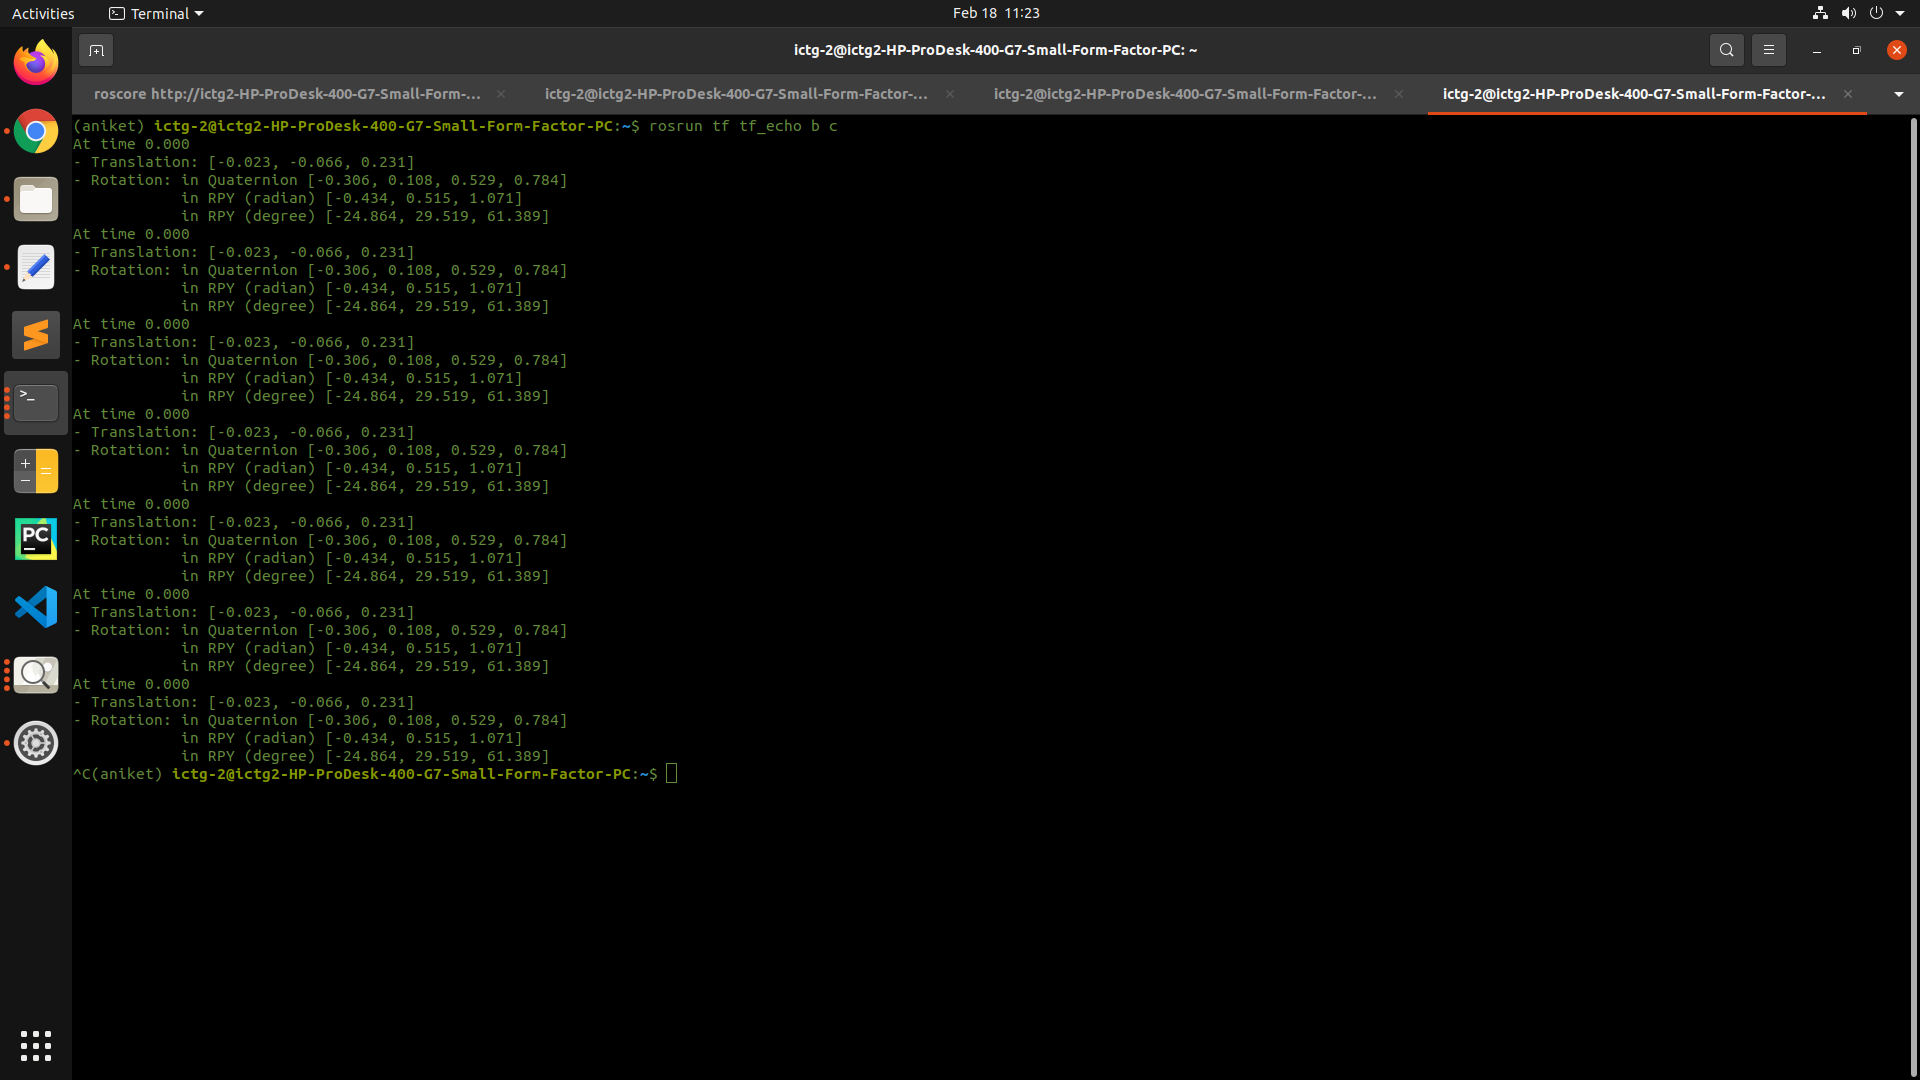 Activities
Terminal
Feb 18 11:23
ictg-2@ictg2-HP-ProDesk-400-G7-Small-Form-Factor-PC: ~
roscore http://ictg2-HP-ProDesk-400-G7-Small-Form-...
ictg-2@ictg2-HP-ProDesk-400-G7-Small-Form-Factor-...
ictg-2@ictg2-HP-ProDesk-400-G7-Small-Form-Factor-...
ictg-2@ictg2-HP-ProDesk-400-G7-Small-Form-Factor-...
(aniket) ictg-2@ictg2-HP-ProDesk-400-G7-Small-Form-Factor-PC:~$ rosrun tf tf_echo b c
At time 0.000
- Translation: [-0.023, -0.066, 0.231]
- Rotation: in Quaternion [-0.306, 0.108, 0.529, 0.784]
in RPY (radian) [-0.434, 0.515, 1.071]
in RPY (degree) [-24.864, 29.519, 61.389]
At time 0.000
- Translation: [-0.023, -0.066, 0.231]
- Rotation: in Quaternion [-0.306, 0.108, 0.529, 0.784]
in RPY (radian) [-0.434, 0.515, 1.071]
in RPY (degree) [-24.864, 29.519, 61.389]
At time 0.000
- Translation: [-0.023, -0.066, 0.231]
- Rotation: in Quaternion [-0.306, 0.108, 0.529, 0.784]
in RPY (radian) [-0.434, 0.515, 1.071]
in RPY (degree) [-24.864, 29.519, 61.389]
At time 0.000
- Translation: [-0.023, -0.066, 0.231]
- Rotation: in Quaternion [-0.306, 0.108, 0.529, 0.784]
in RPY (radian) [-0.434, 0.515, 1.071]
in RPY (degree) [-24.864, 29.519, 61.389]
At time 0.000
- Translation: [-0.023, -0.066, 0.231]
- Rotation: in Quaternion [-0.306, 0.108, 0.529, 0.784]
in RPY (radian) [-0.434, 0.515, 1.071]
in RPY (degree) [-24.864, 29.519, 61.389]
At time 0.000
- Translation: [-0.023, -0.066, 0.231]
- Rotation: in Quaternion [-0.306, 0.108, 0.529, 0.784]
in RPY (radian) [-0.434, 0.515, 1.071]
in RPY (degree) [-24.864, 29.519, 61.389]
At time 0.000
- Translation: [-0.023, -0.066, 0.231]
- Rotation: in Quaternion [-0.306, 0.108, 0.529, 0.784]
in RPY (radian) [-0.434, 0.515, 1.071]
in RPY (degree) [-24.864, 29.519, 61.389]
^C(aniket) ictg-2@ictg2-HP-ProDesk-400-G7-Small-Form-Factor-PC:~$
>_
PC